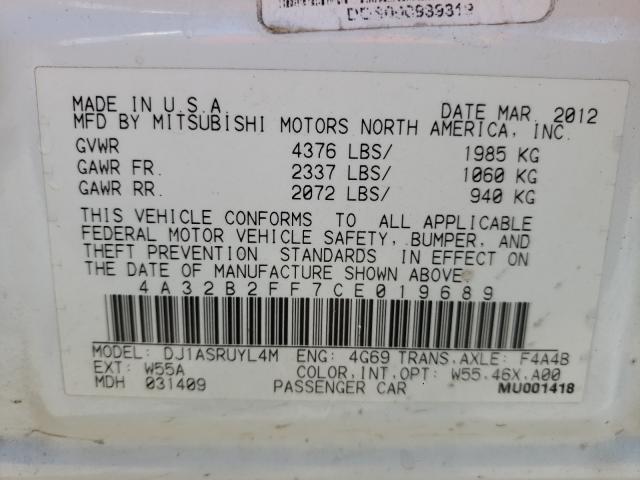 MADE IN U.S.A. DATE MAR. 2012
MFD BY MITSUBISHI MOTORS NORTH AMERICA, INC.
GVWR 4376 LBS/ 1985 KG
GAWR FR. 2337 LBS/ 1060 KG
GAWR RR. 2072 LBS/ 940 KG
THIS VEHICLE CONFORMS TO ALL APPLICABLE
FEDERAL MOTOR VEHICLE SAFETY, BUMPER, AND
THEFT PREVENTION STANDARDS IN EFFECT ON
THE DATE OF MANUFACTURE SHOWN ABOVE.
4A32B2FF7CE019689
MODEL: DJ1ASRUYL4M ENG: 4G69 TRANS.AXLE: F4A4B
EXT: W55A COLOR,INT,OPT: W55.46X.A00
MDH 031409 PASSENGER CAR MU001418